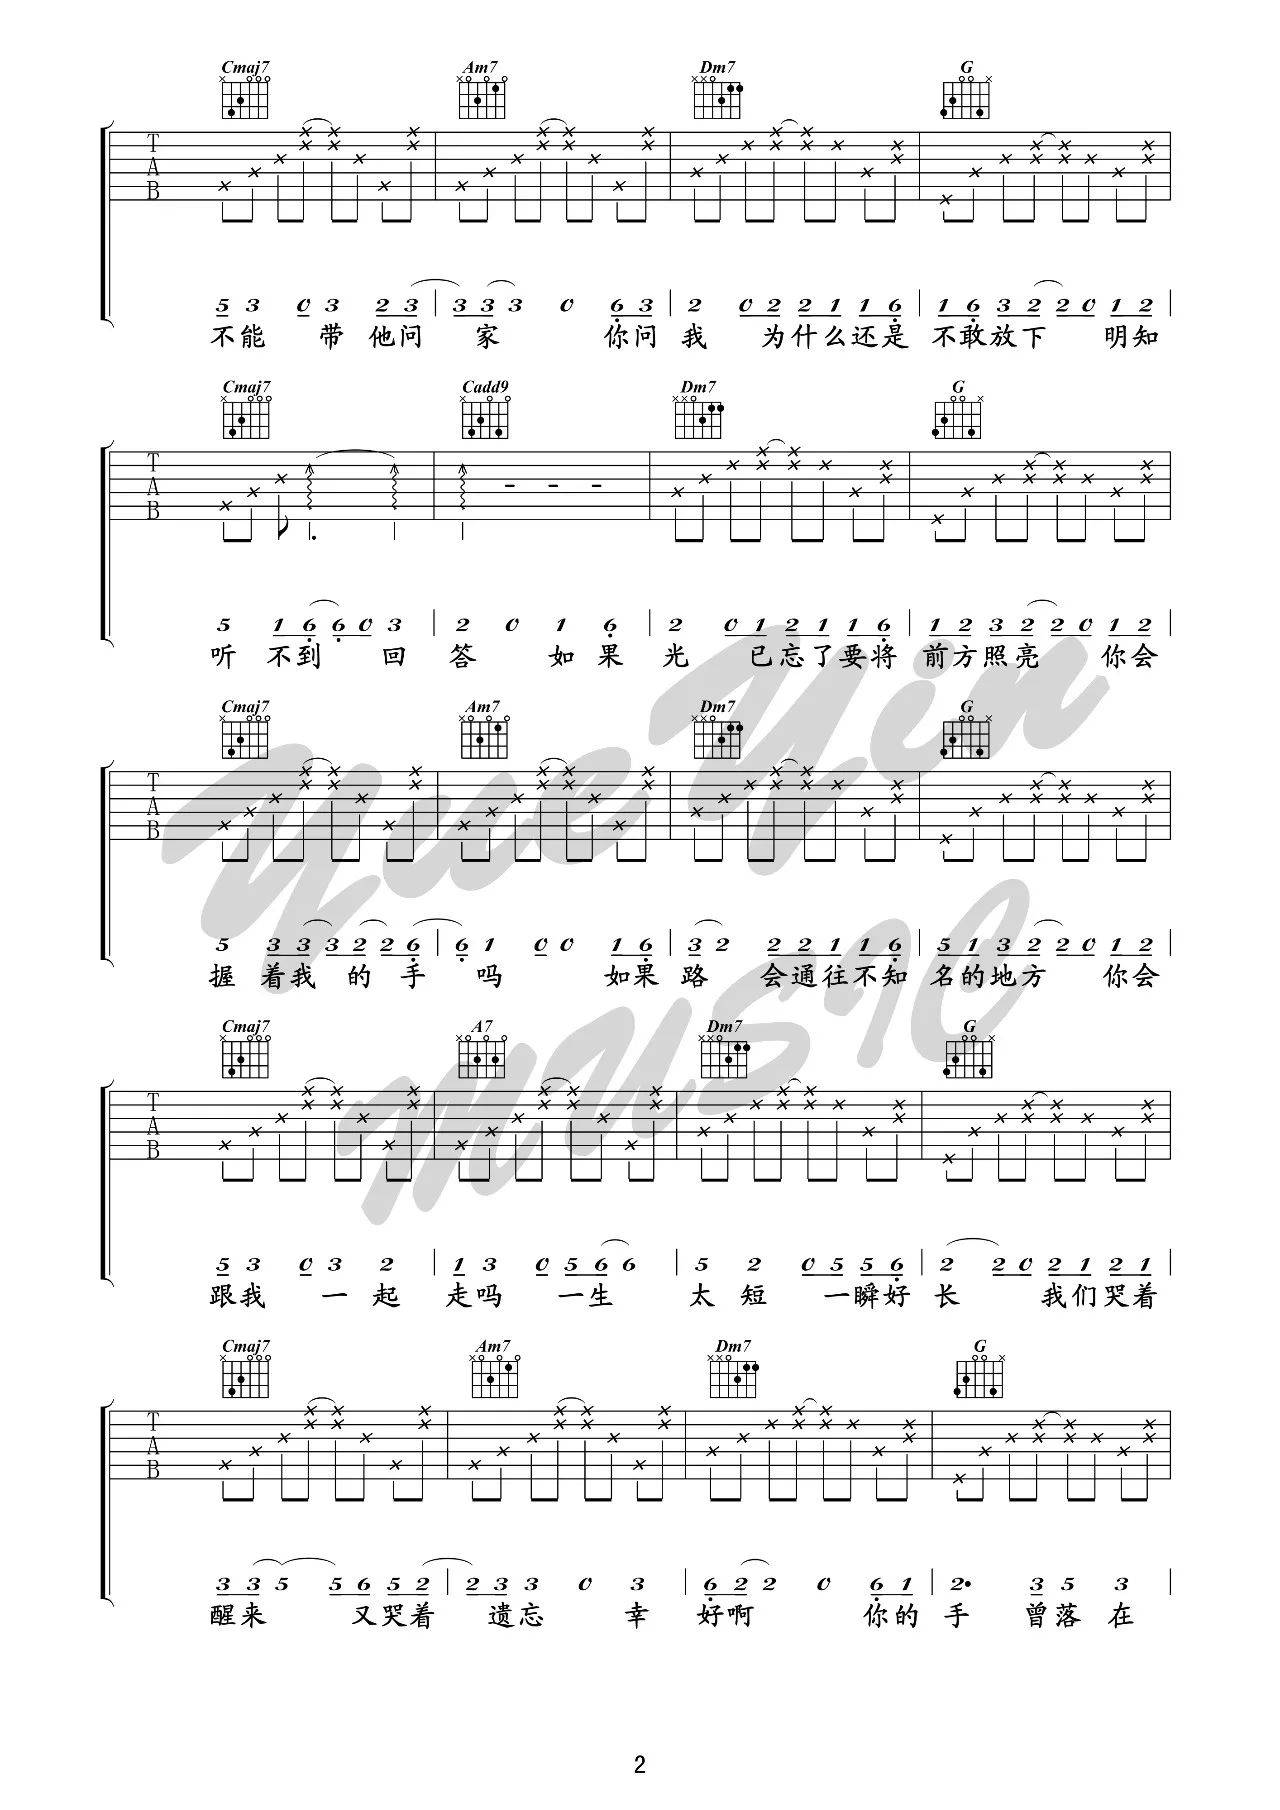 Cmaj7 Am7 Dm7 G
T A B
5 3 0 3 2 3 | 3 3 3 0 6 3 | 2 0 2 2 1 1 6 | 1 6 3 2 2 0 1 2
不能 带他问 家 你问 我 为什么还是 不敢放下 明知
Cmaj7 Cadd9 Dm7 G
T A B
5 1 6 6 0 3 | 2 0 1 6 | 2 0 1 2 1 1 6 | 1 2 3 2 2 0 1 2
听 不到 回 答 如果 光 已忘了要将 前方照亮 你会
Cmaj7 Am7 Dm7 G
T A B
5 3 3 3 2 2 6 | 6 1 0 0 1 6 | 3 2 2 2 1 1 6 | 5 1 3 2 2 0 1 2
握 着我 的手 吗 如果 路 会通往不知 名的地方 你会
Cmaj7 A7 Dm7 G
T A B
5 3 0 3 2 | 1 3 0 5 6 6 | 5 2 0 5 5 6 | 2 2 0 2 1 2 1
跟我 一起 走吗 一生 太短 一瞬好 长 我们哭着
Cmaj7 Am7 Dm7 G
T A B
3 3 5 5 6 5 2 | 2 3 3 0 3 | 6 2 2 0 6 1 | 2• 3 5 3
醒来 又哭着 遗忘 幸 好啊 你的 手 曾落在
YueYin
MUSIC
2